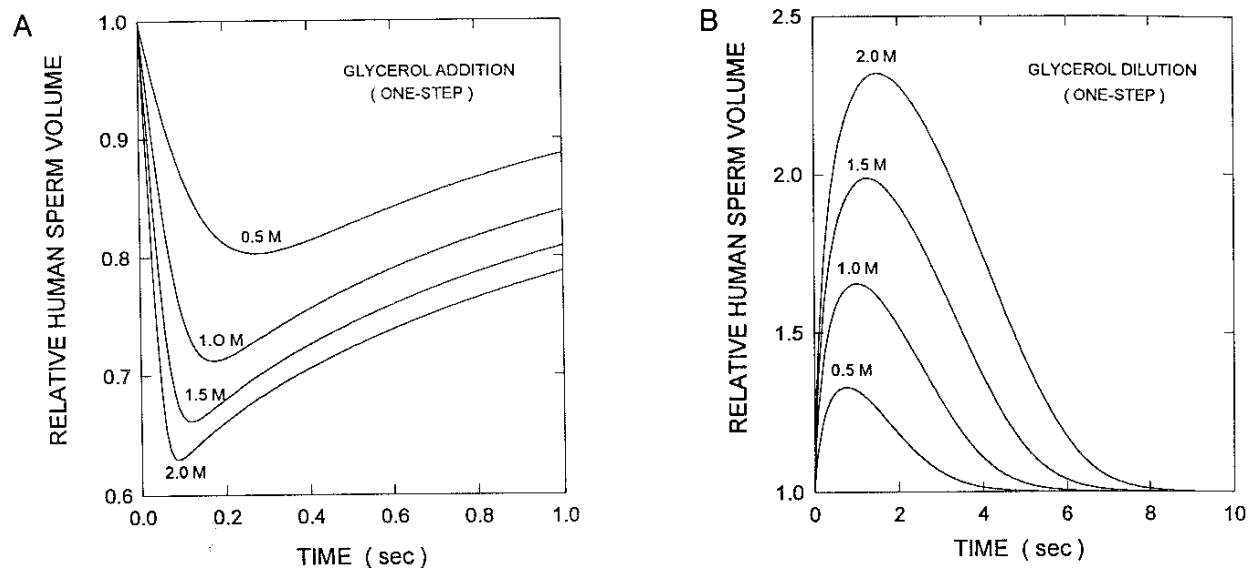 A
RELATIVE HUMAN SPERM VOLUME
1.0
0.9
0.8
0.7
0.6
GLYCEROL ADDITION
( ONE-STEP )
0.5 M
1.O M
1.5 M
2.0 M
0.0
0.2
0.4
0.6
0.8
1.0
TIME ( sec )
B
RELATIVE HUMAN SPERM VOLUME
2.5
2.0
1.5
1.0
GLYCEROL DILUTION
( ONE-STEP )
2.0 M
1.5 M
1.0 M
0.5 M
0
2
4
6
8
10
TIME ( sec )